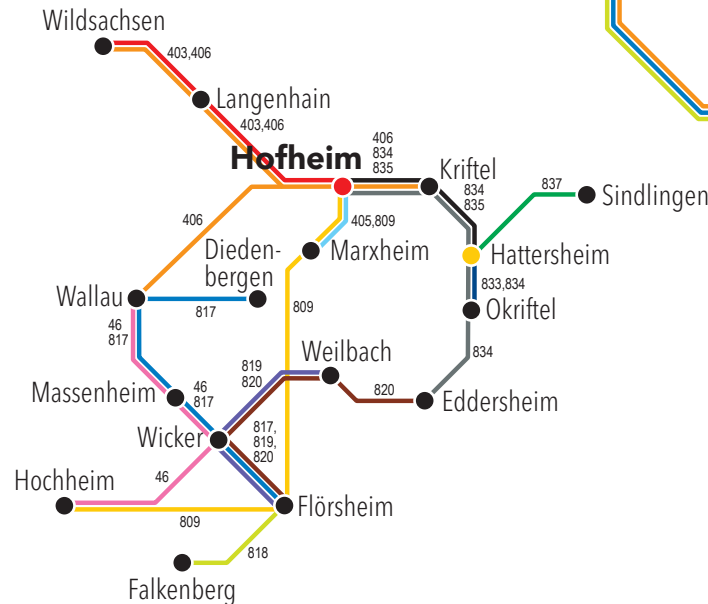 Wildsachsen
403,406
Langenhain
403,406
406
834
835
Hofheim
Kriftel
834
835
837
Sindlingen
406
405,809
Marxheim
Dieden-
bergen
Hattersheim
833,834
Wallau
817
809
Okriftel
46
817
819
820
Weilbach
834
Massenheim
46
817
820
Eddersheim
Wicker
817,
819,
820
Hochheim
46
809
Flörsheim
818
Falkenberg